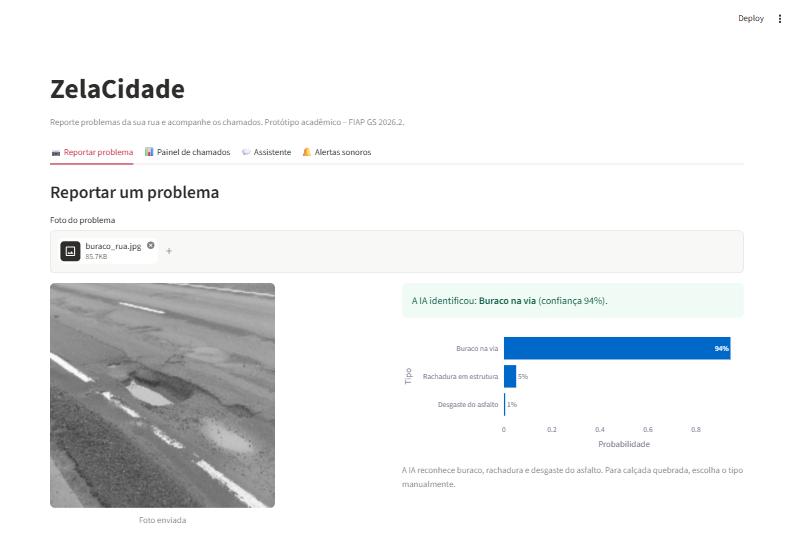 Deploy
ZelaCidade
Reporte problemas da sua rua e acompanhe os chamados. Protótipo acadêmico – FIAP GS 2026.2.
Reportar problema
Painel de chamados
Assistente
Alertas sonoros
Reportar um problema
Foto do problema
buraco_rua.jpg
85.7KB
Foto enviada
A IA identificou: Buraco na via (confiança 94%).
Tipo
Buraco na via
94%
Rachadura em estrutura
5%
Desgaste do asfalto
1%
0 0.2 0.4 0.6 0.8
Probabilidade
A IA reconhece buraco, rachadura e desgaste do asfalto. Para calçada quebrada, escolha o tipo
manualmente.